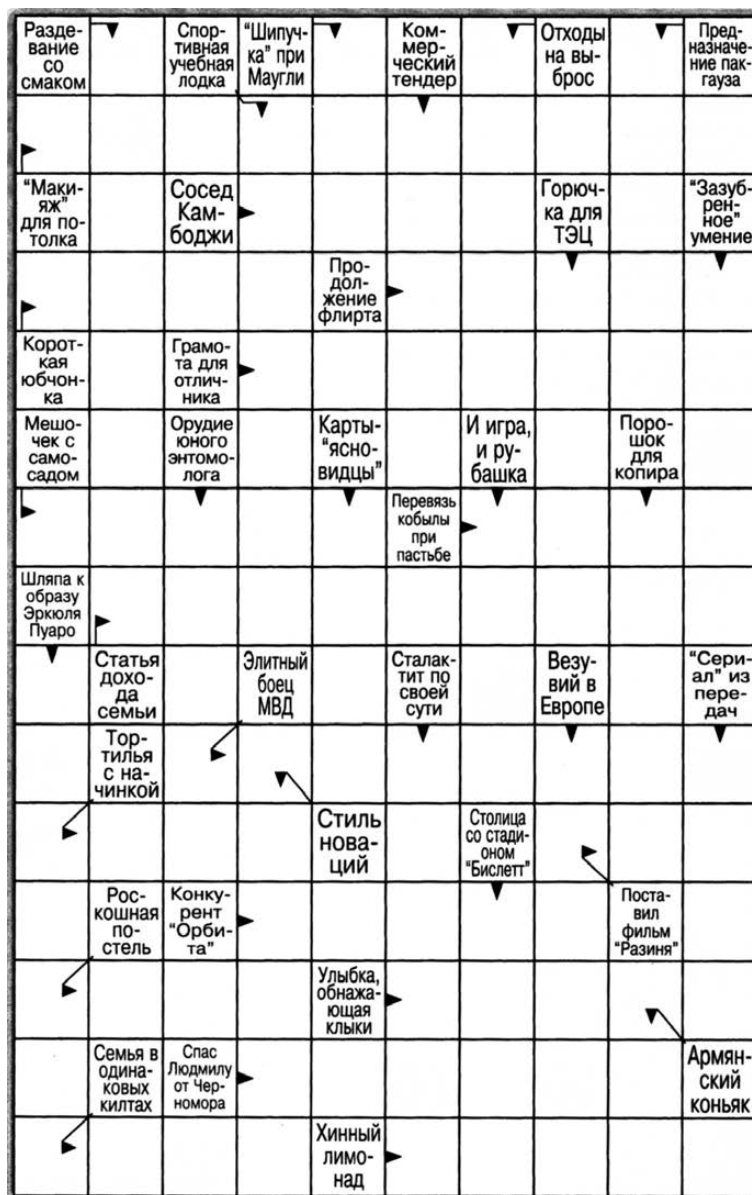 Разде-
вание
со
смаком
Спор-
тивная
учебная
лодка
"Шипуч-
ка" при
Маугли
Ком-
мер-
ческий
тендер
Отходы
на вы-
брос
Пред-
назначе-
ние пак-
гауза
"Маки-
яж"
для по-
толка
Сосед
Кам-
боджи
Горюч-
ка для
ТЭЦ
"Зазуб-
рен-
ное"
умение
Про-
дол-
жение
флирта
Корот-
кая
юбчон-
ка
Грамо-
та для
отлич-
ника
Мешо-
чек с
само-
садом
Орудие
юного
энтомо-
лога
Карты-
"ясно-
видцы"
И игра,
и ру-
башка
Поро-
шок
для
копира
Перевязь
кобылы
при
пастьбе
Шляпа к
образу
Эркюля
Пуаро
Статья
дохо-
да
семьи
Элитный
боец
МВД
Сталак-
тит по
своей
сути
Везу-
вий в
Европе
"Сери-
ал" из
пере-
дач
Тор-
тилья
с на-
чинкой
Стиль
нова-
ций
Столица
со стади-
оном
"Бислетт"
Рос-
кошная
по-
стель
Конку-
рент
"Орби-
та"
Поста-
вил
фильм
"Разиня"
Улыбка,
обнажа-
ющая
клыки
Семья в
одина-
ковых
килтах
Спас
Людмилу
от Чер-
номора
Армян-
ский
коньяк
Хинный
лимо-
над